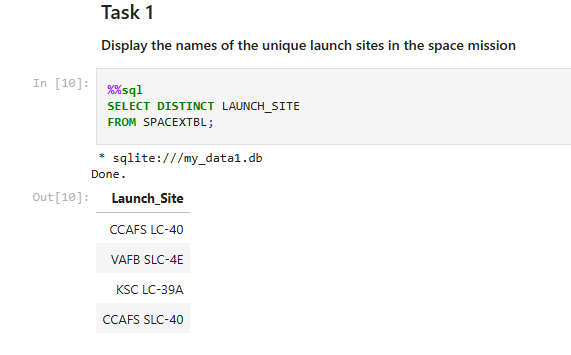 Task 1
Display the names of the unique launch sites in the space mission
In [10]:
%%sql
SELECT DISTINCT LAUNCH_SITE
FROM SPACEXTBL;
* sqlite:///my_data1.db
Done.
Out[10]:
Launch_Site
CCAFS LC-40
VAFB SLC-4E
KSC LC-39A
CCAFS SLC-40